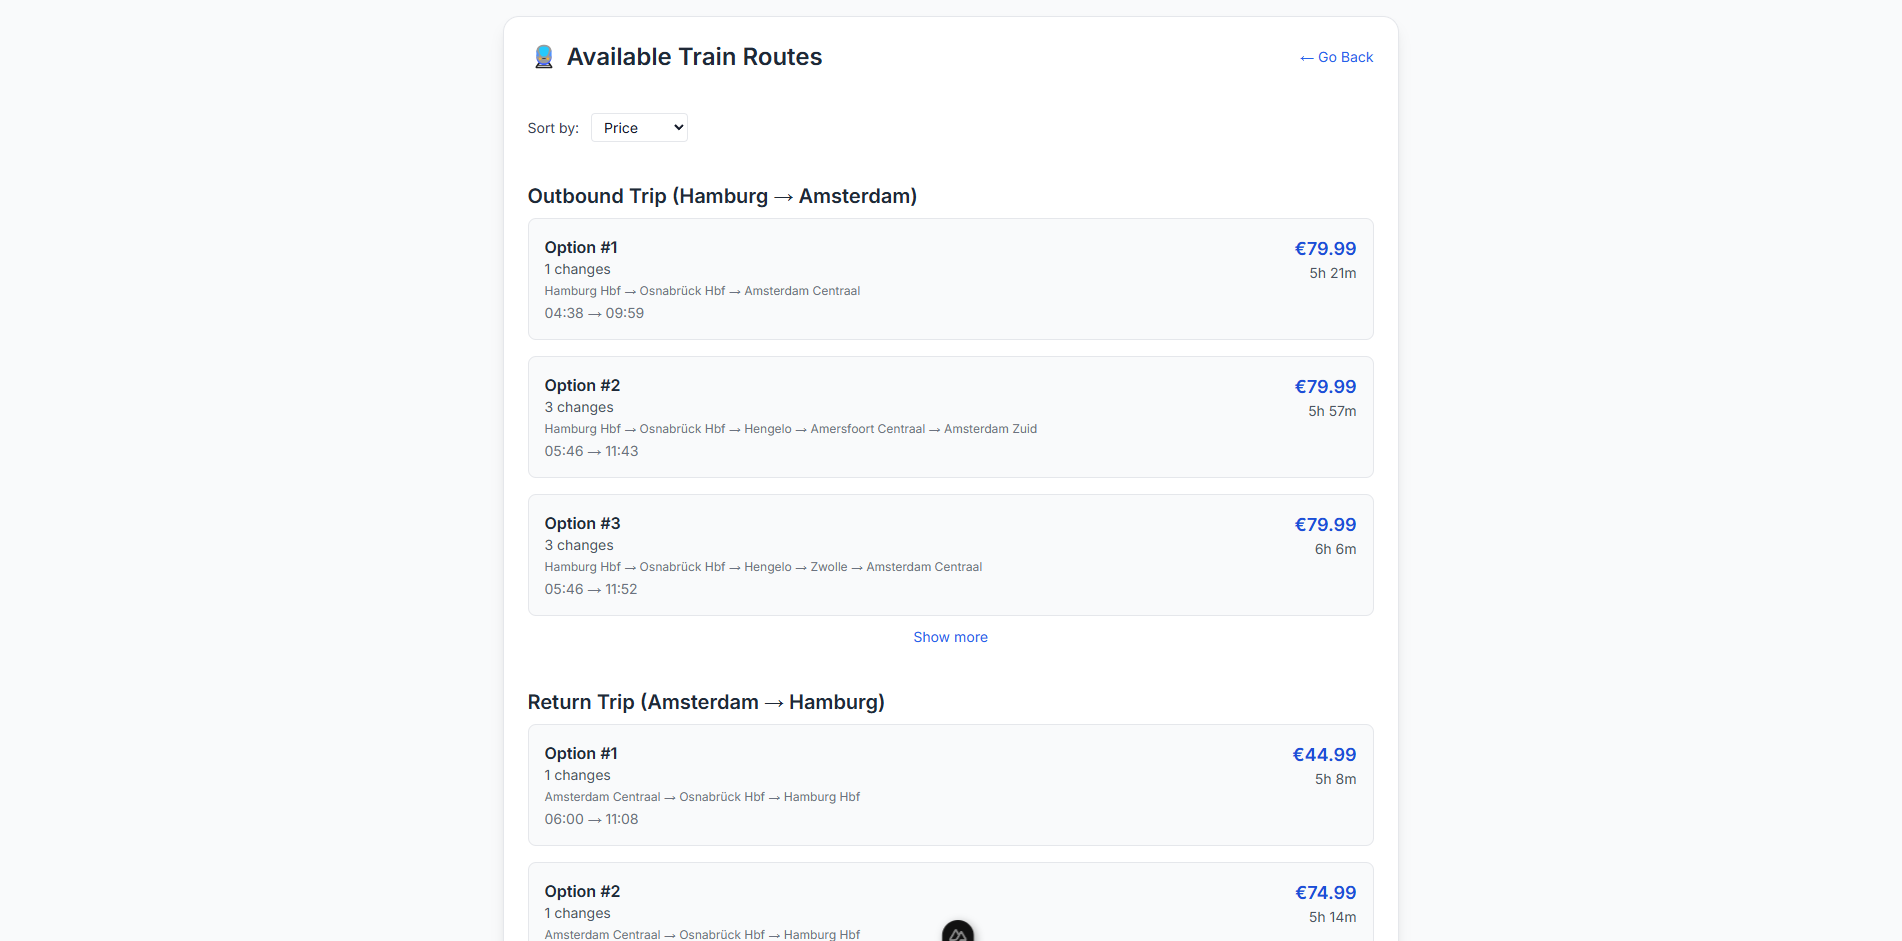 Available Train Routes
← Go Back
Sort by: Price
Outbound Trip (Hamburg → Amsterdam)
Option #1
€79.99
1 changes
5h 21m
Hamburg Hbf → Osnabrück Hbf → Amsterdam Centraal
04:38 → 09:59
Option #2
€79.99
3 changes
5h 57m
Hamburg Hbf → Osnabrück Hbf → Hengelo → Amersfoort Centraal → Amsterdam Zuid
05:46 → 11:43
Option #3
€79.99
3 changes
6h 6m
Hamburg Hbf → Osnabrück Hbf → Hengelo → Zwolle → Amsterdam Centraal
05:46 → 11:52
Show more
Return Trip (Amsterdam → Hamburg)
Option #1
€44.99
1 changes
5h 8m
Amsterdam Centraal → Osnabrück Hbf → Hamburg Hbf
06:00 → 11:08
Option #2
€74.99
1 changes
5h 14m
Amsterdam Centraal → Osnabrück Hbf → Hamburg Hbf